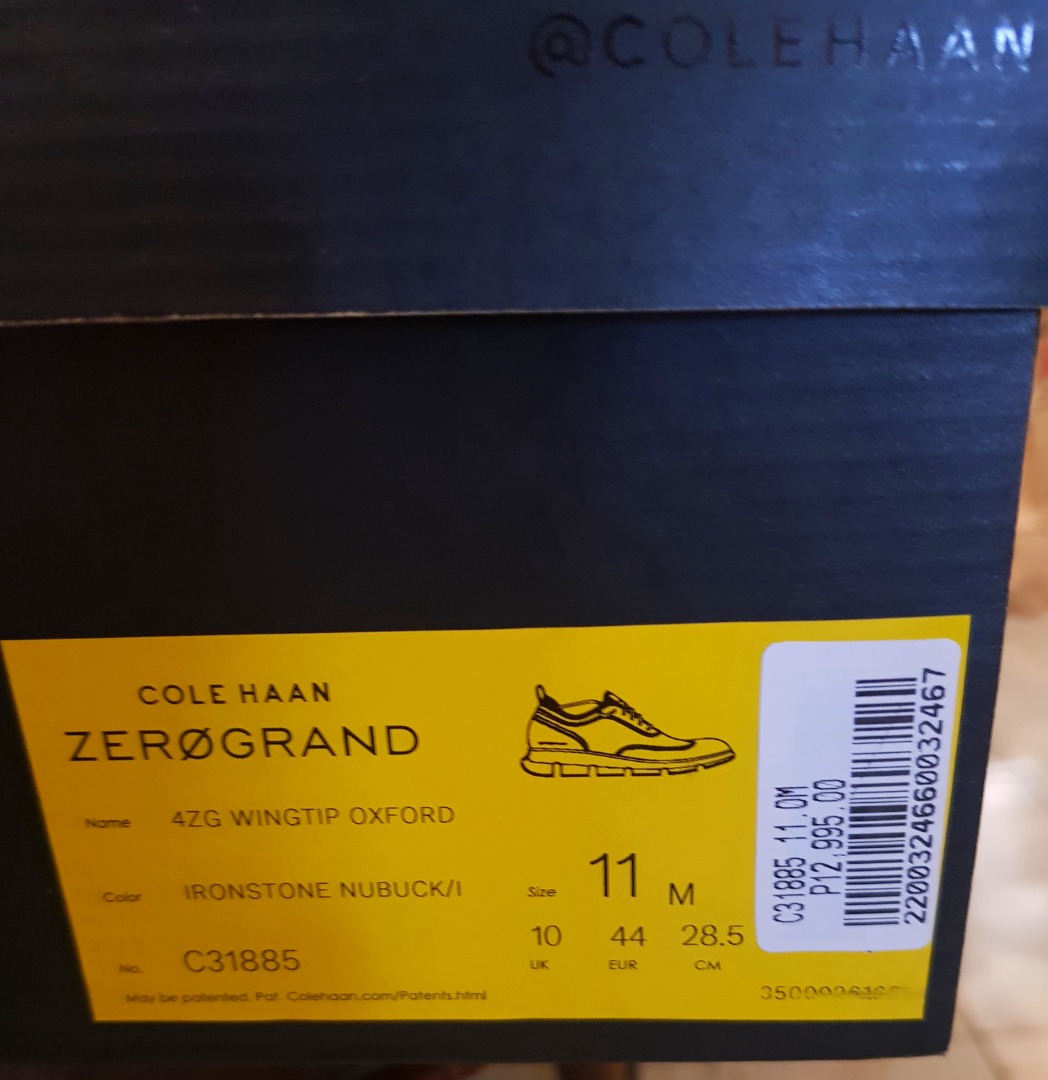 @COLEHAAN
COLE HAAN
ZERØGRAND
Name 4ZG WINGTIP OXFORD
Color IRONSTONE NUBUCK/I
No. C31885
May be patented. Pat. Colehaan.com/Patents.html
Size 11 M
10 44 28.5
UK EUR CM
C31885 11.0M
P12,995.00
2200324660032467